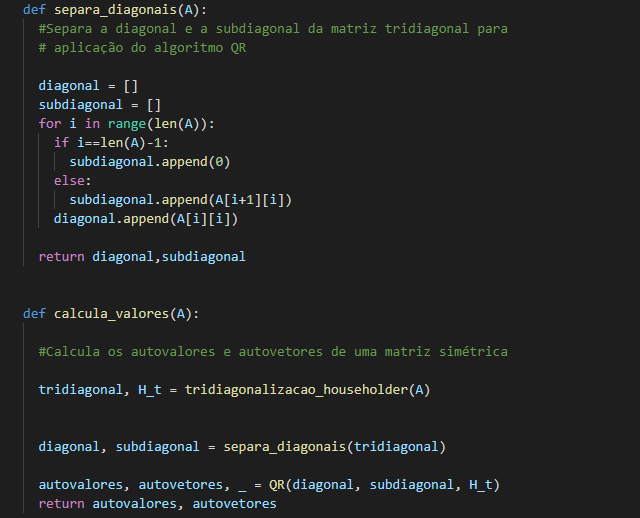 def separa_diagonais(A):
  #Separa a diagonal e a subdiagonal da matriz tridiagonal para
  # aplicação do algoritmo QR
  diagonal = []
  subdiagonal = []
  for i in range(len(A)):
    if i==len(A)-1:
      subdiagonal.append(0)
    else:
      subdiagonal.append(A[i+1][i])
    diagonal.append(A[i][i])
  return diagonal,subdiagonal
def calcula_valores(A):
  #Calcula os autovalores e autovetores de uma matriz simétrica
  tridiagonal, H_t = tridiagonalizacao_householder(A)
  diagonal, subdiagonal = separa_diagonais(tridiagonal)
  autovalores, autovetores, _ = QR(diagonal, subdiagonal, H_t)
  return autovalores, autovetores